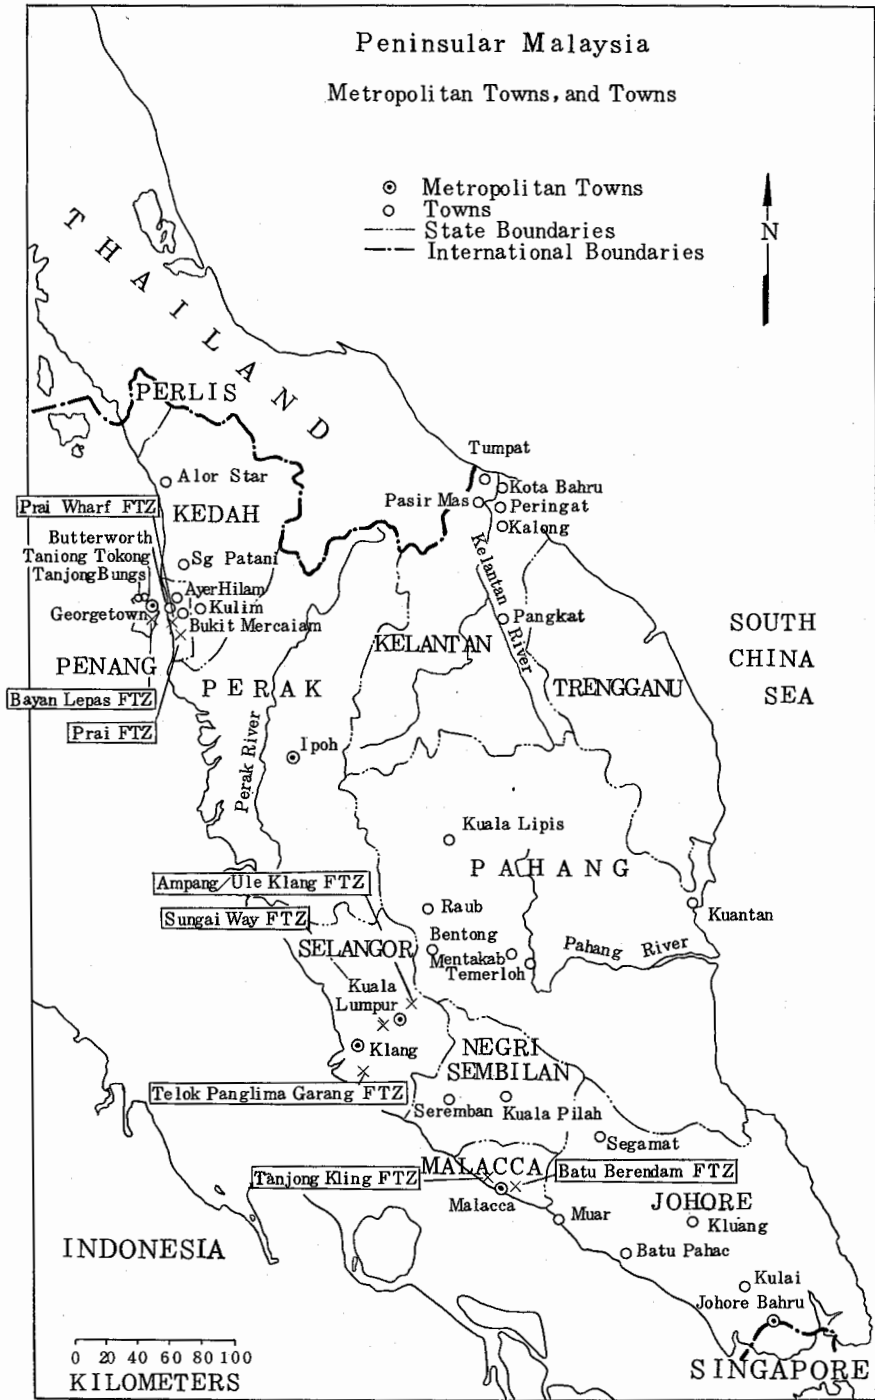 Peninsular Malaysia
Metropolitan Towns, and Towns
Metropolitan Towns
Towns
State Boundaries
International Boundaries
N
THAILAND
PERLIS
Alor Star
Tumpat
Kota Bahru
Pasir Mas
Peringat
Kalong
Prai Wharf FTZ
KEDAH
Butterworth
Taniong Tokong
Tanjong Bungs
Sg Patani
Ayer Hilam
Kulim
Georgetown
Bukit Mercaiam
Kelantan River
Pangkat
KELANTAN
SOUTH
CHINA
SEA
PENANG
PERAK
TRENGGANU
Bayan Lepas FTZ
Prai FTZ
Perak River
Ipoh
Kuala Lipis
PAHANG
Ampang/Ule Klang FTZ
Sungai Way FTZ
Raub
Kuantan
SELANGOR
Bentong
Mentakab
Temerloh
Pahang River
Kuala
Lumpur
Klang
NEGRI
SEMBILAN
Telok Panglima Garang FTZ
Seremban
Kuala Pilah
Segamat
MALACCA
Tanjong Kling FTZ
Batu Berendam FTZ
Malacca
JOHORE
Muar
Kluang
Batu Pahac
INDONESIA
Kulai
Johore Bahru
SINGAPORE
0 20 40 60 80 100
KILOMETERS